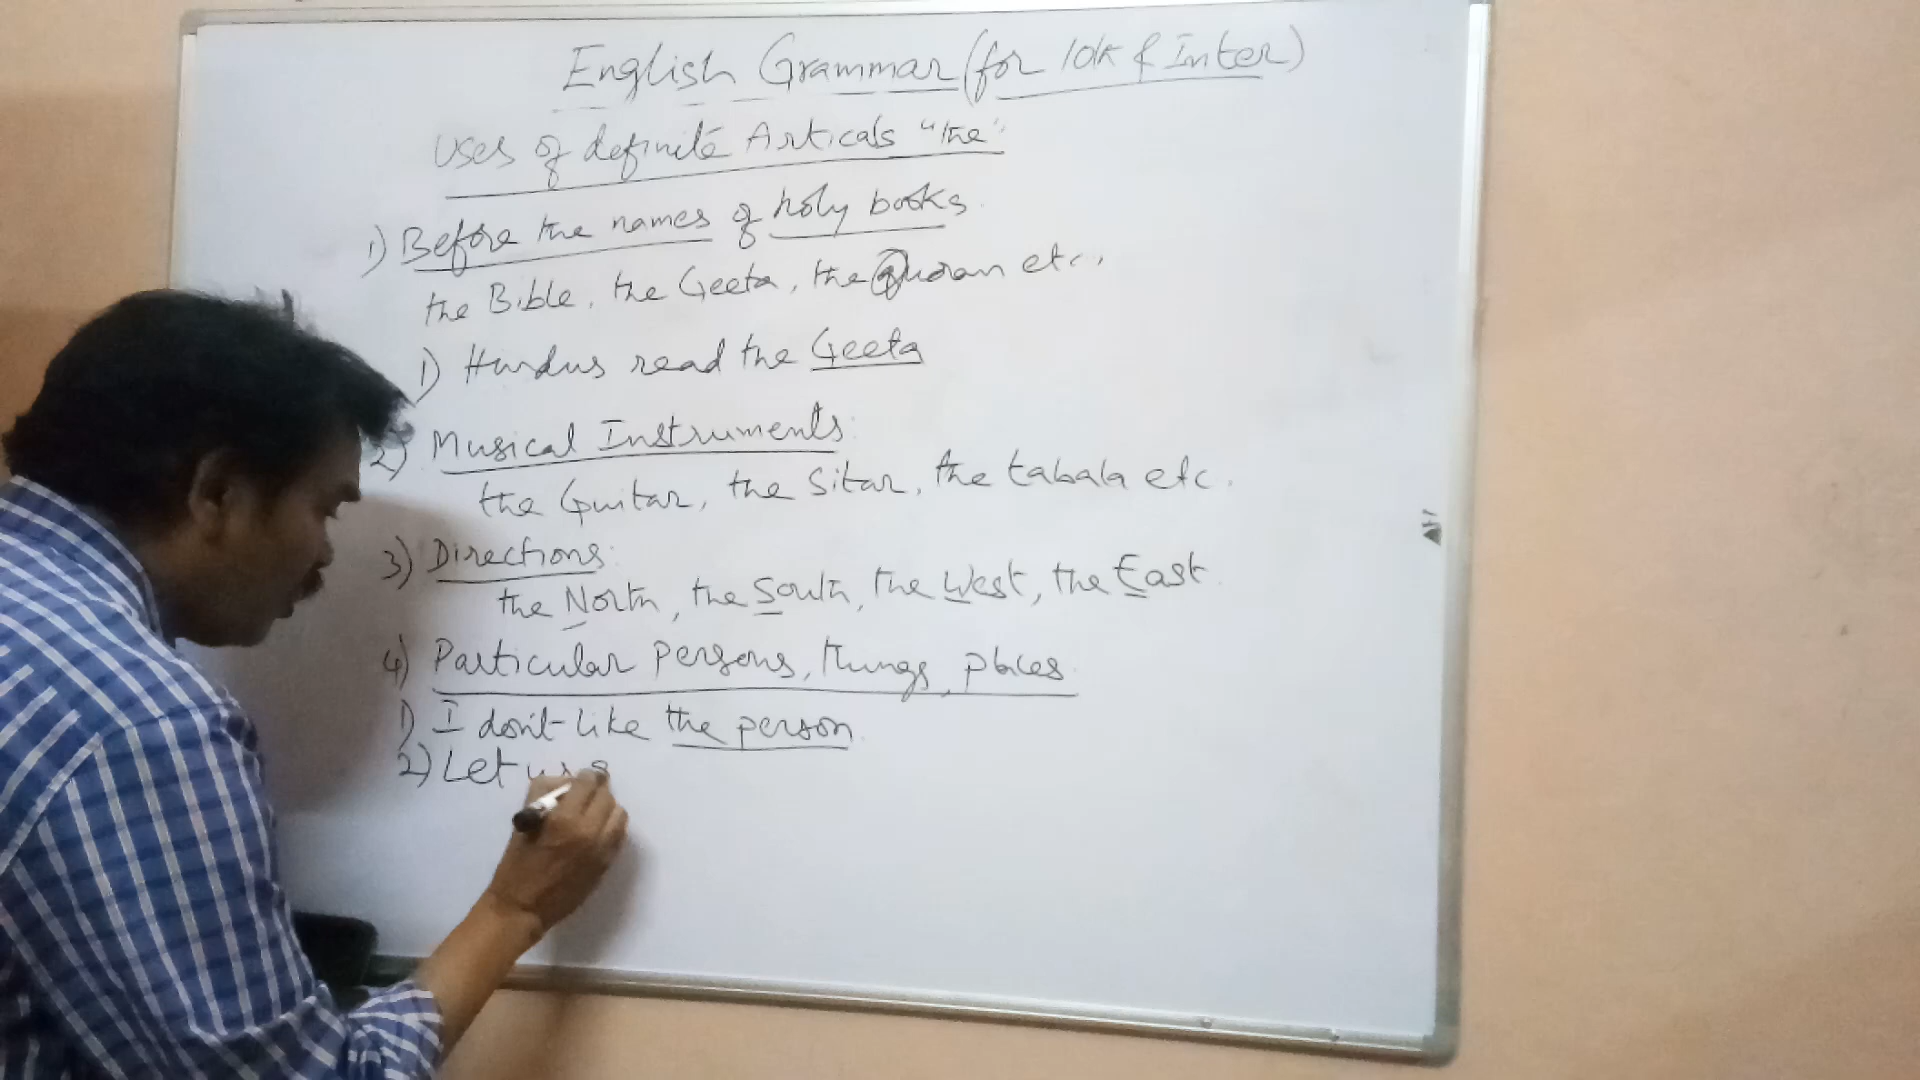 English Grammar (for 10th & Inter)
Uses of definite Articals "the"
1) Before the names of holy books.
the Bible, the Geeta, the Quoran etc.,
1) Hindus read the Geeta
2) Musical Instruments:
the Guitar, the Sitar, the tabala etc.
3) Directions:
the North, the South, the West, the East
4) Particular Persons, things, places.
1) I don't like the person.
2) Let us